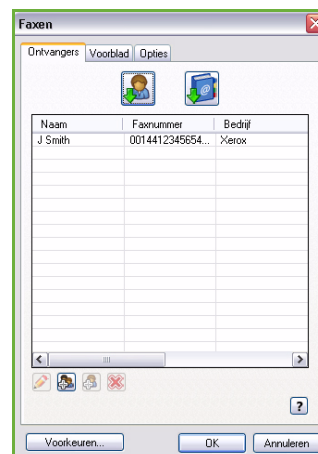 Faxen
Ontvangers Voorblad Opties
Naam Faxnummer Bedrijf
J Smith 0014412345654... Xerox
Voorkeuren... OK Annuleren